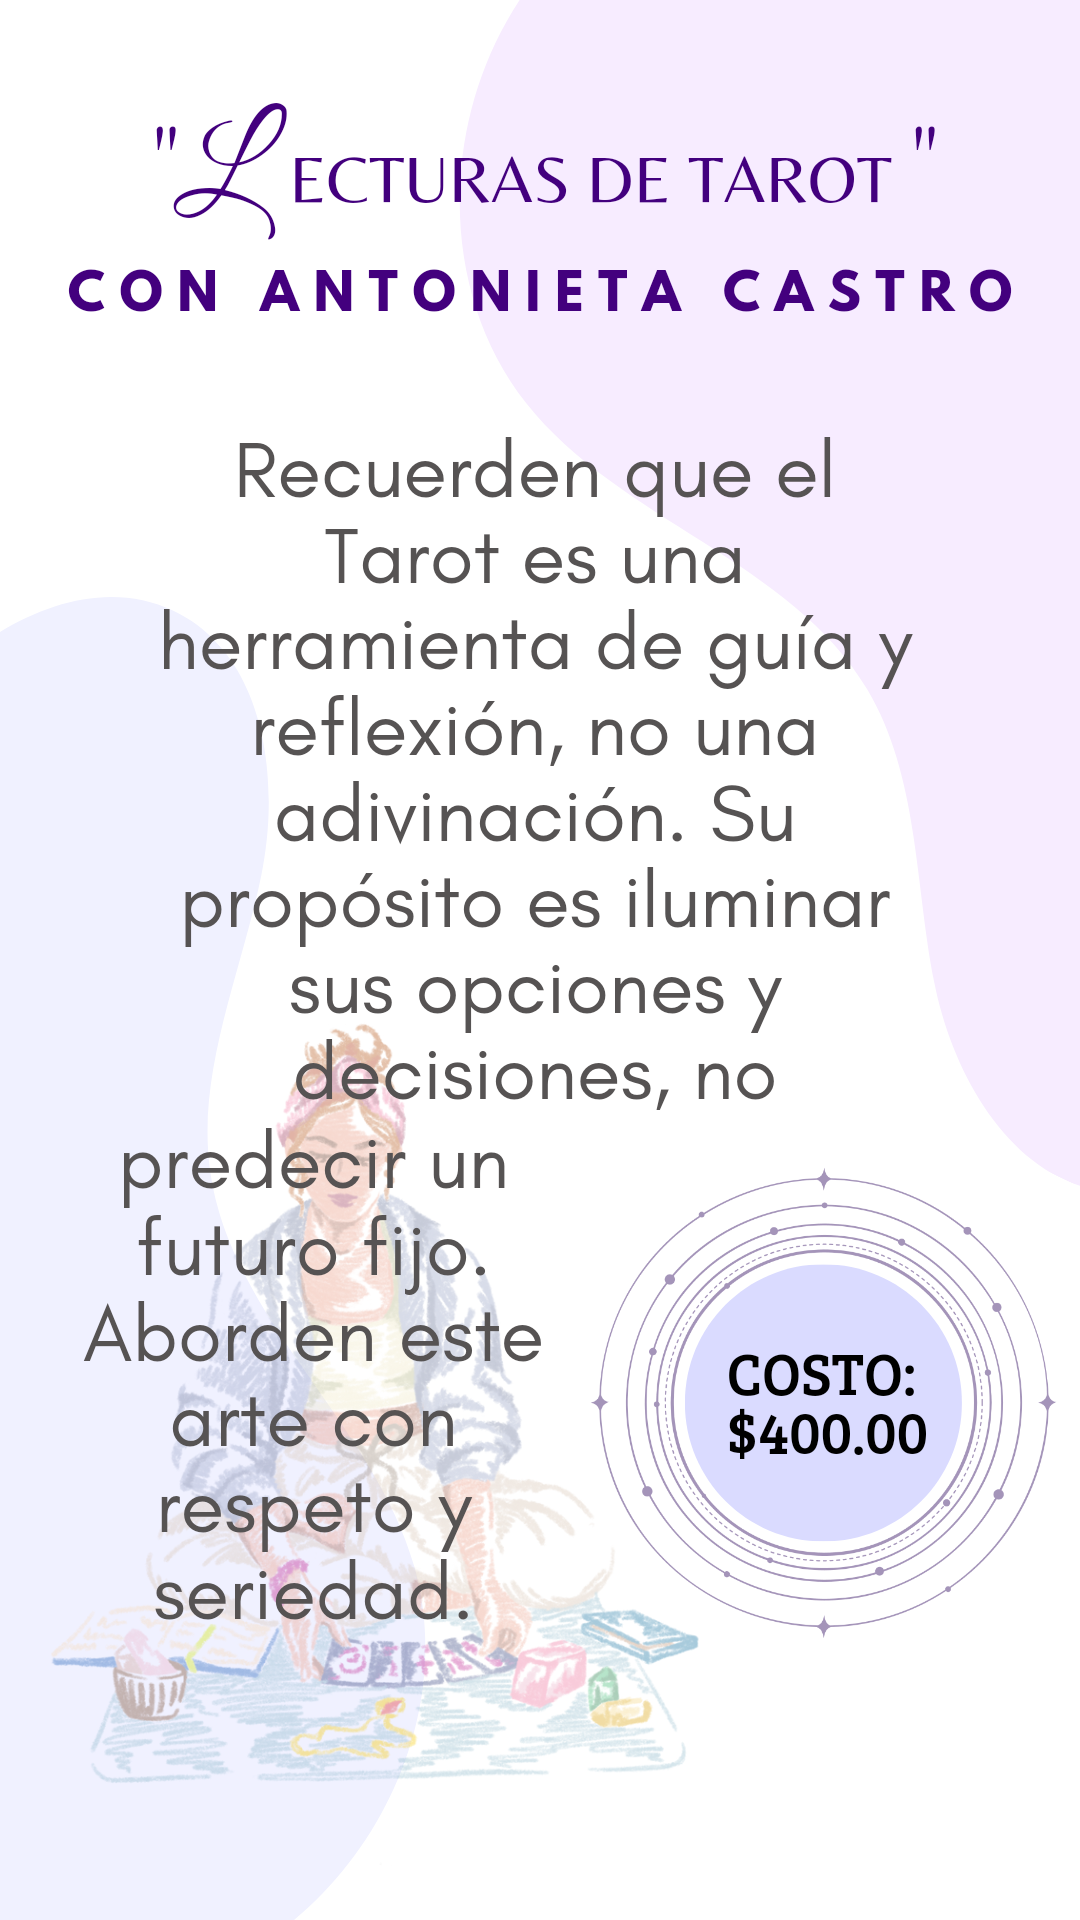 "Lecturas de tarot"
CON ANTONIETA CASTRO
Recuerden que el
Tarot es una
herramienta de guía y
reflexión, no una
adivinación. Su
propósito es iluminar
sus opciones y
decisiones, no
predecir un
futuro fijo.
Aborden este
arte con
respeto y
seriedad.
COSTO:
$400.00